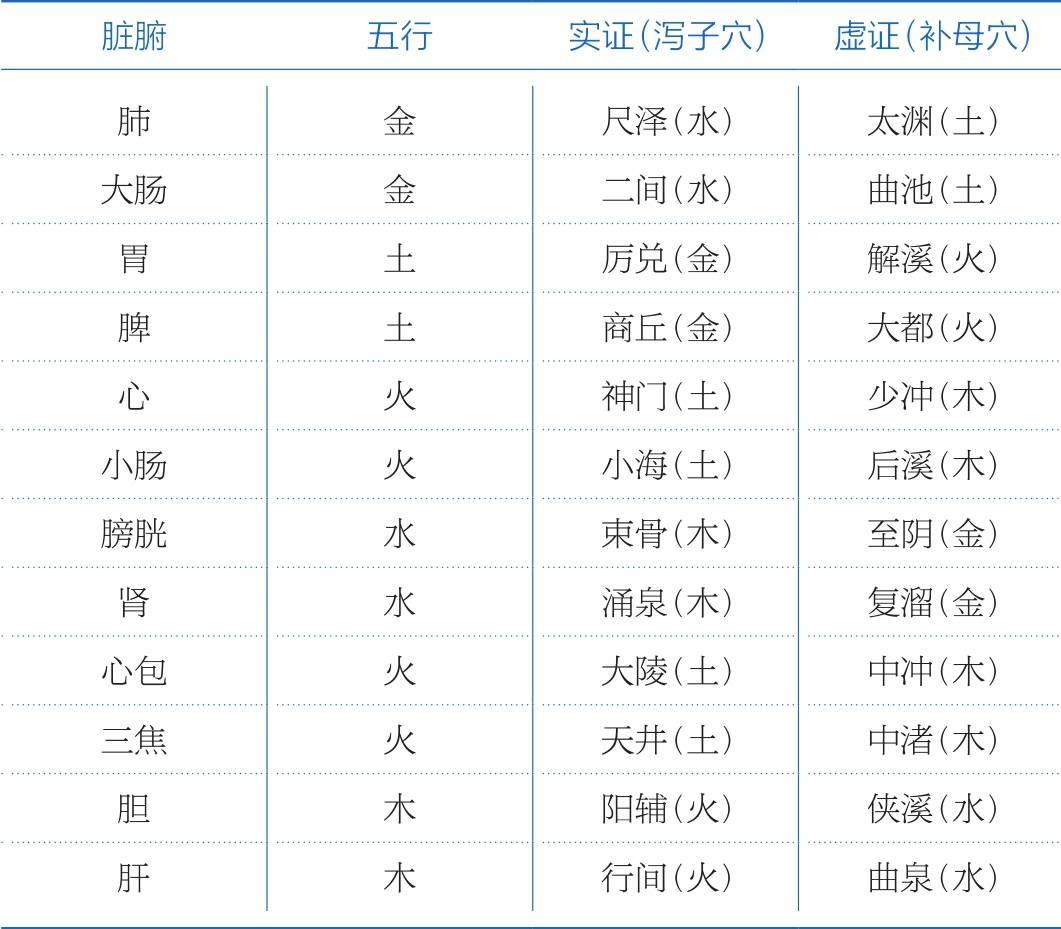 脏腑 五行 实证（泻子穴） 虚证（补母穴）
肺 金 尺泽（水） 太渊（土）
大肠 金 二间（水） 曲池（土）
胃 土 厉兑（金） 解溪（火）
脾 土 商丘（金） 大都（火）
心 火 神门（土） 少冲（木）
小肠 火 小海（土） 后溪（木）
膀胱 水 束骨（木） 至阴（金）
肾 水 涌泉（木） 复溜（金）
心包 火 大陵（土） 中冲（木）
三焦 火 天井（土） 中渚（木）
胆 木 阳辅（火） 侠溪（水）
肝 木 行间（火） 曲泉（水）